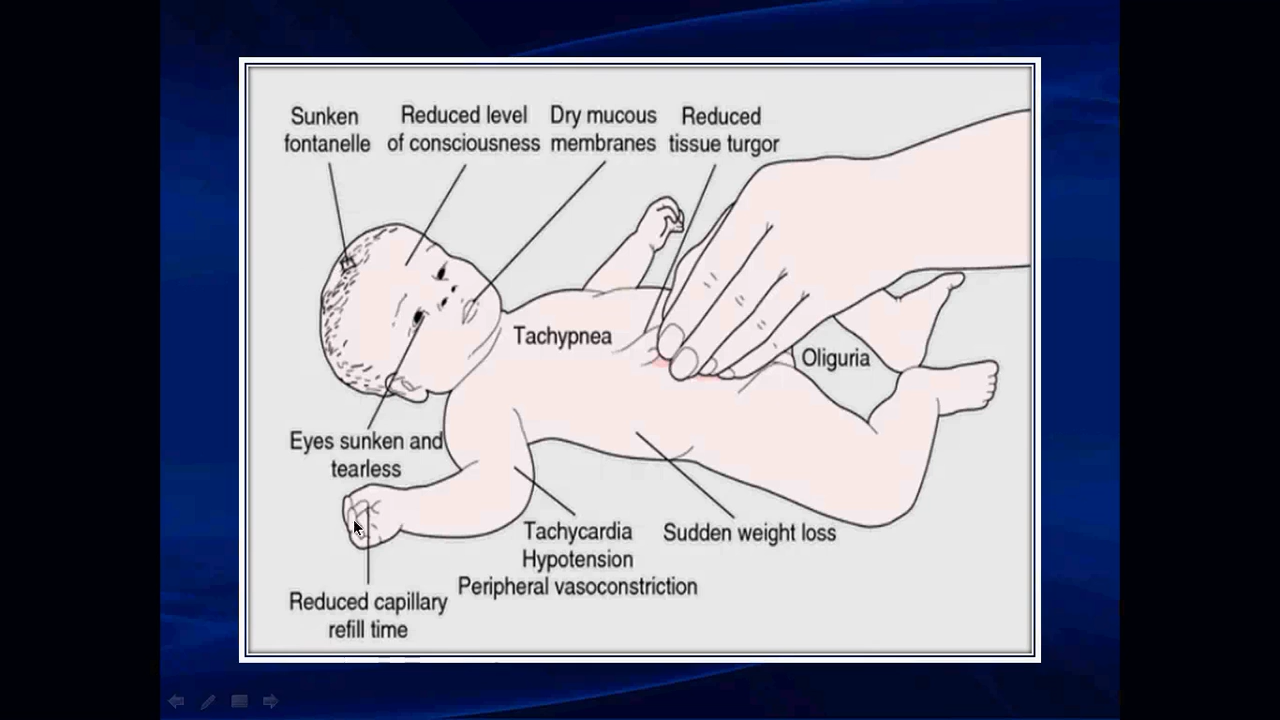 Sunken
fontanelle
Reduced level
of consciousness
Dry mucous
membranes
Reduced
tissue turgor
Tachypnea
Oliguria
Eyes sunken and
tearless
Tachycardia
Hypotension
Peripheral vasoconstriction
Sudden weight loss
Reduced capillary
refill time